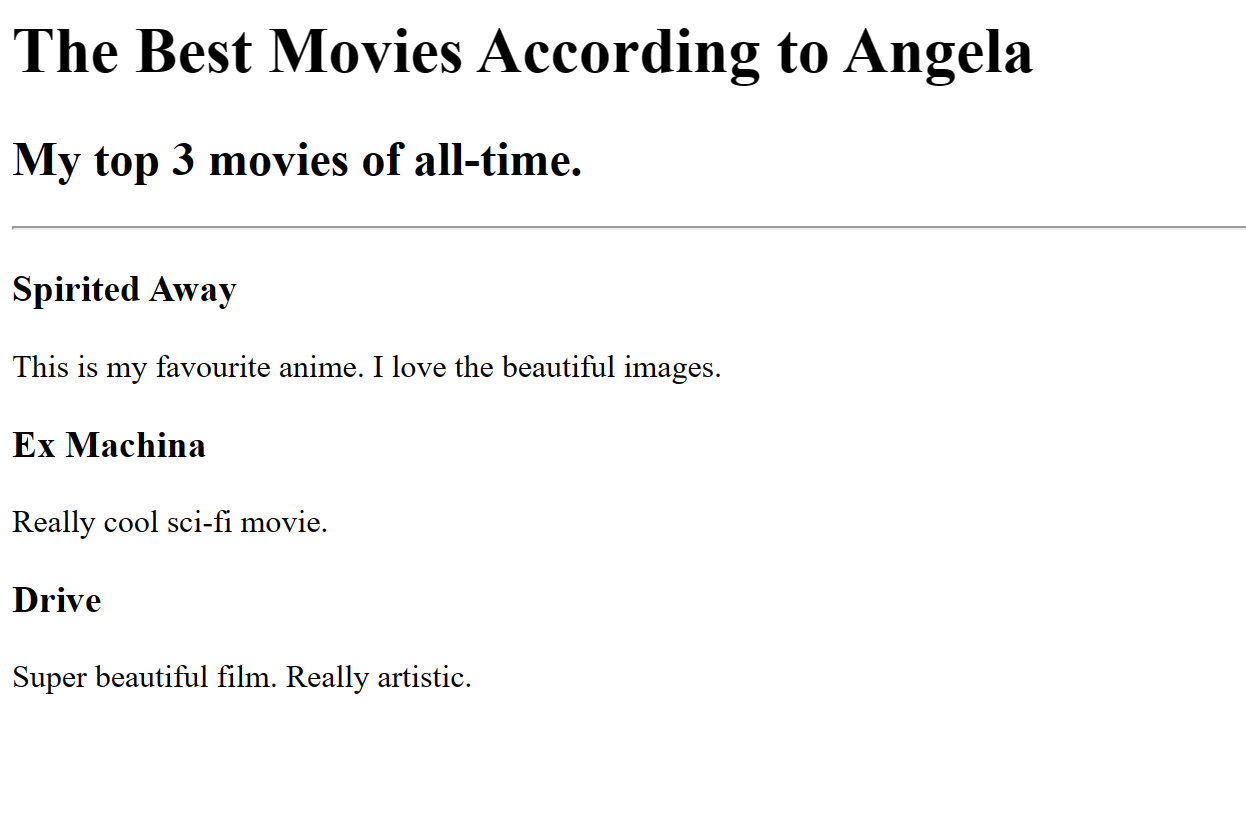 The Best Movies According to Angela
My top 3 movies of all-time.
Spirited Away
This is my favourite anime. I love the beautiful images.
Ex Machina
Really cool sci-fi movie.
Drive
Super beautiful film. Really artistic.